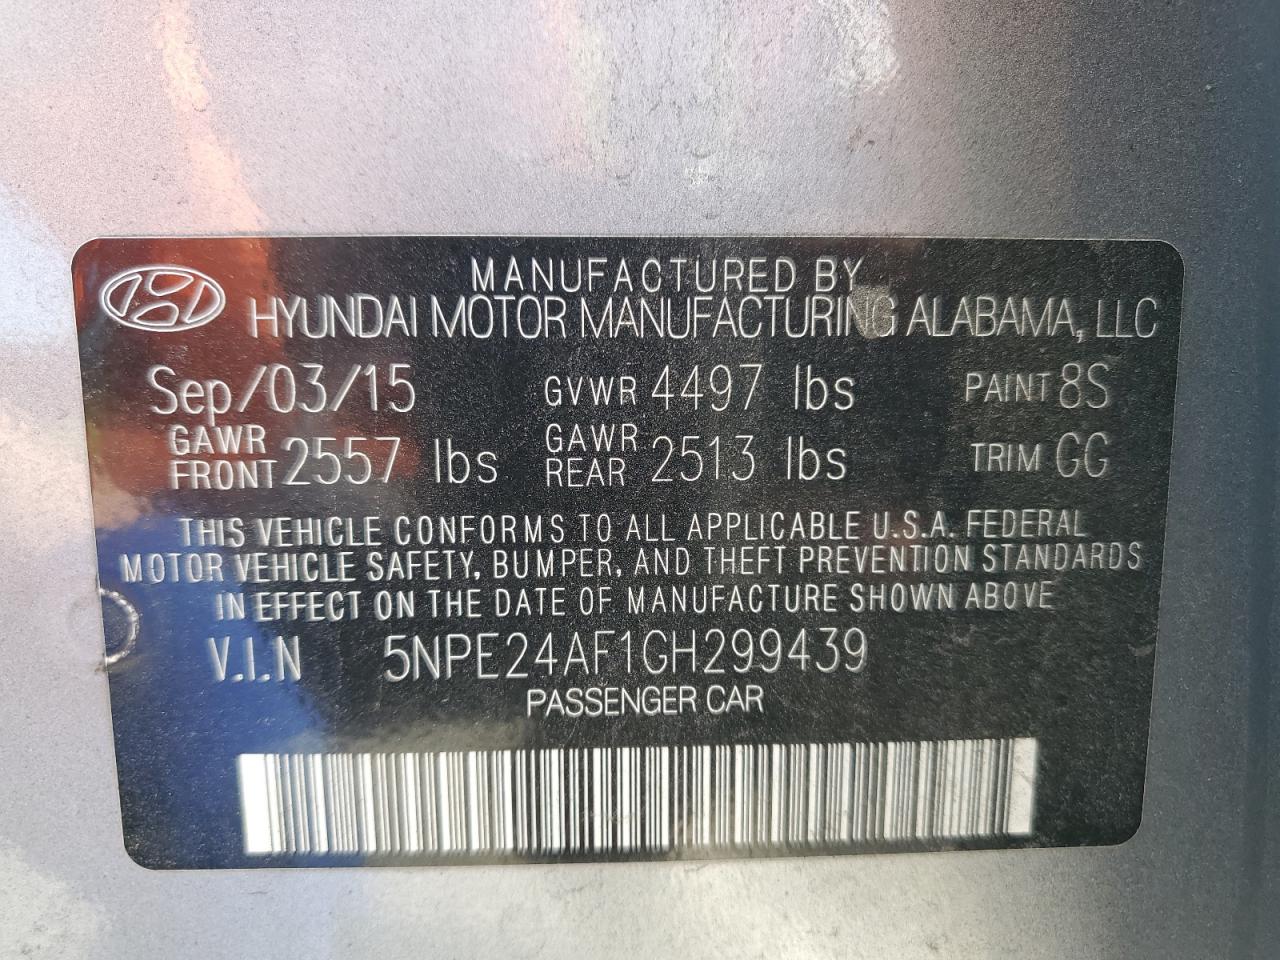 MANUFACTURED BY
HYUNDAI MOTOR MANUFACTURING ALABAMA, LLC
Sep/03/15 GVWR 4497 lbs PAINT 8S
GAWR FRONT 2557 lbs GAWR REAR 2513 lbs TRIM GG
THIS VEHICLE CONFORMS TO ALL APPLICABLE U.S.A. FEDERAL
MOTOR VEHICLE SAFETY, BUMPER, AND THEFT PREVENTION STANDARDS
IN EFFECT ON THE DATE OF MANUFACTURE SHOWN ABOVE
V.I.N 5NPE24AF1GH299439
PASSENGER CAR